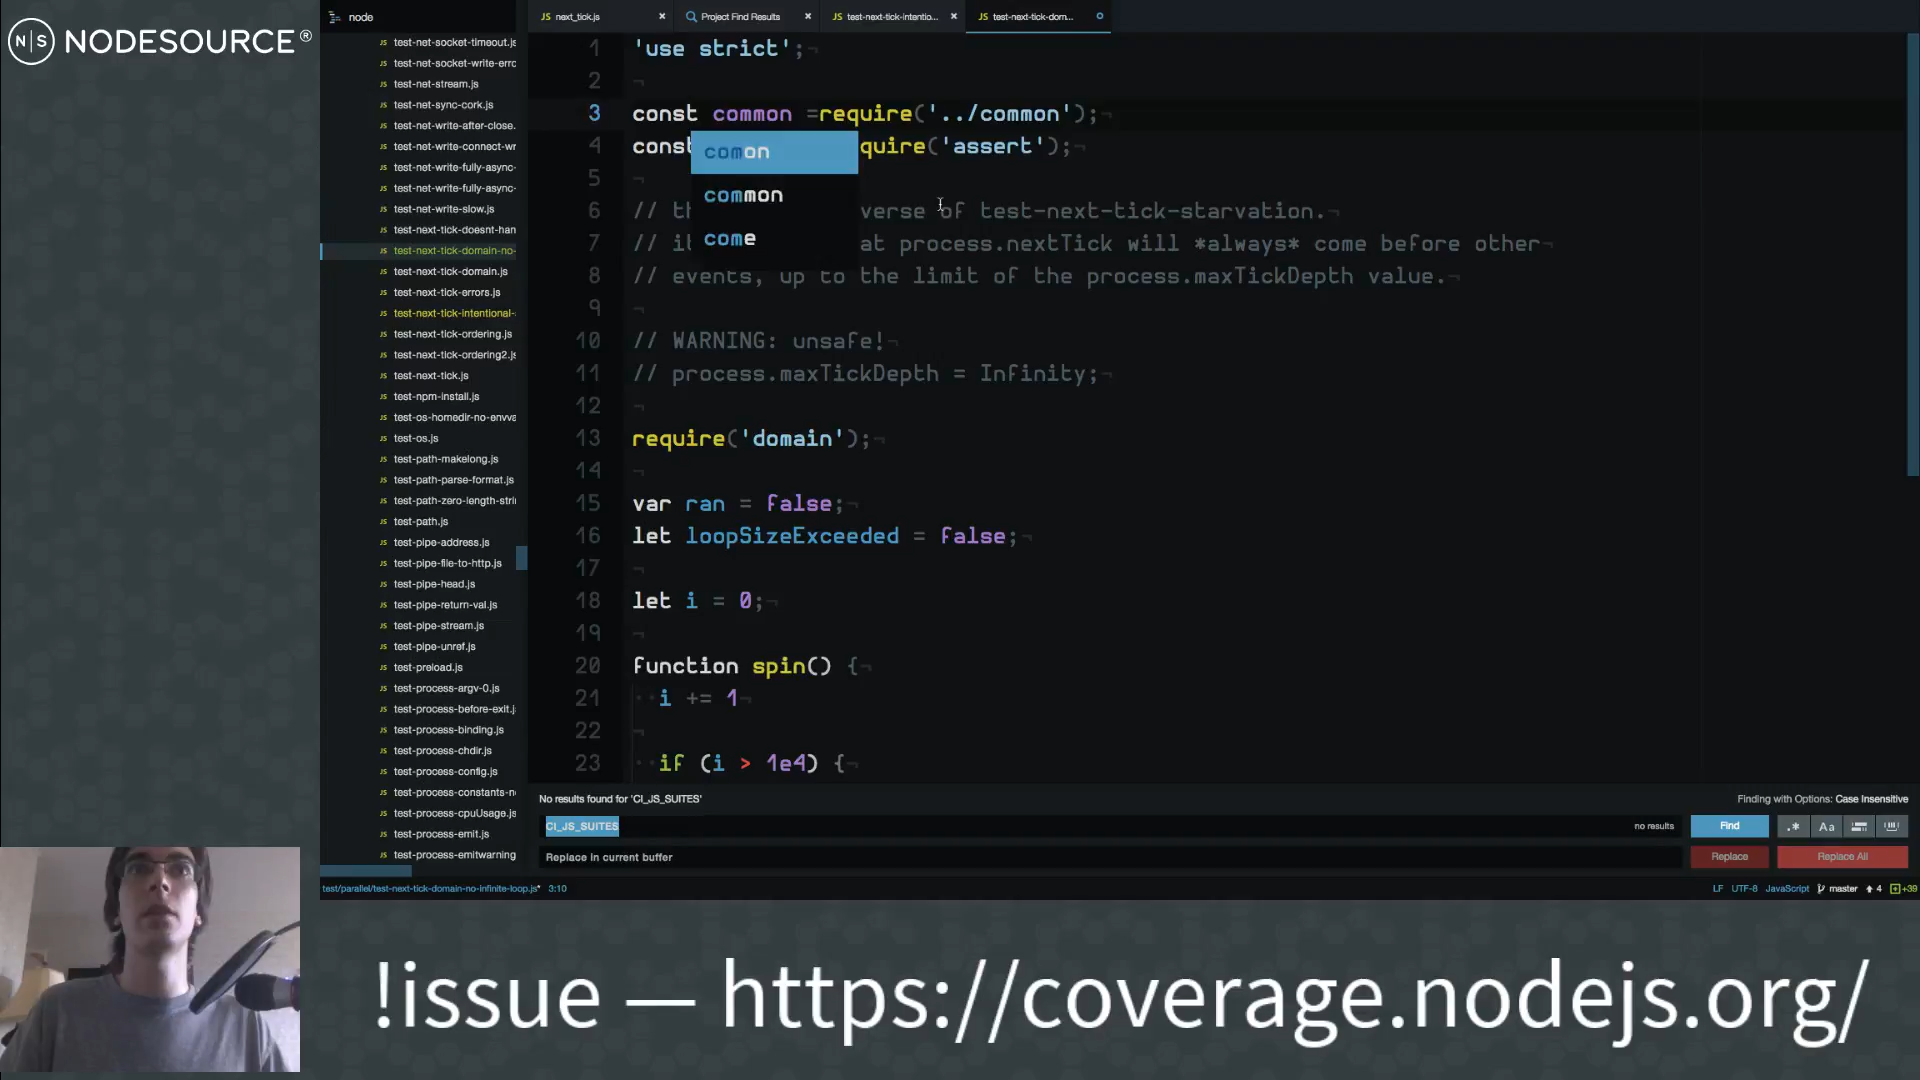 N|S NODESOURCE®
node
test-net-socket-timeout.js
test-net-socket-write-erro
test-net-stream.js
test-net-sync-cork.js
test-net-write-after-close.
test-net-write-connect-wr
test-net-write-fully-async-
test-net-write-fully-async-
test-net-write-slow.js
test-next-tick-doesnt-han
test-next-tick-domain-no-
test-next-tick-domain.js
test-next-tick-errors.js
test-next-tick-intentional-
test-next-tick-ordering.js
test-next-tick-ordering2.js
test-next-tick.js
test-npm-install.js
test-os-homedir-no-envva
test-os.js
test-path-makelong.js
test-path-parse-format.js
test-path-zero-length-stri
test-path.js
test-pipe-address.js
test-pipe-file-to-http.js
test-pipe-head.js
test-pipe-return-val.js
test-pipe-stream.js
test-pipe-unref.js
test-preload.js
test-process-argv-0.js
test-process-before-exit.j
test-process-binding.js
test-process-chdir.js
test-process-config.js
test-process-constants-n
test-process-cpuUsage.js
test-process-emit.js
test-process-emitwarning
next_tick.js × Project Find Results × test-next-tick-intentio... × test-next-tick-dom...
1 'use strict';
2
3 const common =require('../common');
4 const quire('assert');
comon
common
come
5
6 // th verse of test-next-tick-starvation.
7 // it at process.nextTick will *always* come before other
8 // events, up to the limit of the process.maxTickDepth value.
9
10 // WARNING: unsafe!
11 // process.maxTickDepth = Infinity;
12
13 require('domain');
14
15 var ran = false;
16 let loopSizeExceeded = false;
17
18 let i = 0;
19
20 function spin() {
21 i += 1
22
23 if (i > 1e4) {
No results found for 'CI_JS_SUITES' Finding with Options: Case Insensitive
CI_JS_SUITES no results Find .* Aa
Replace in current buffer Replace Replace All
test/parallel/test-next-tick-domain-no-infinite-loop.js* 3:10 LF UTF-8 JavaScript master 4 +39
!issue — https://coverage.nodejs.org/